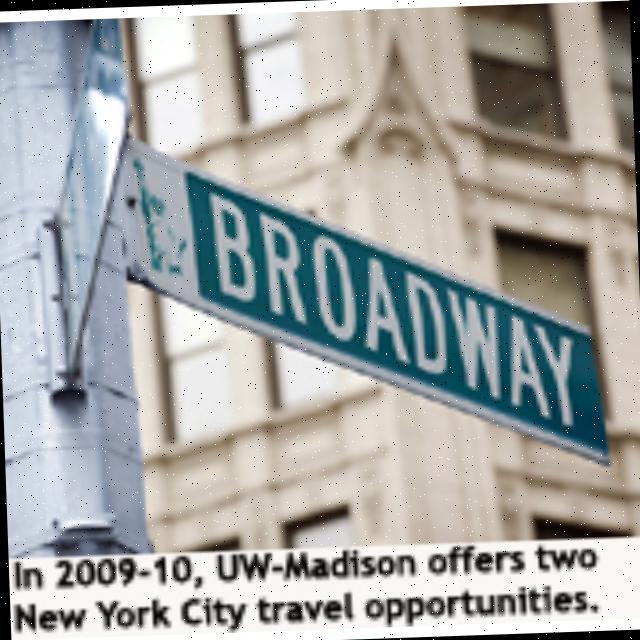 BROADWAY
In 2009-10, UW-Madison offers two
New York City travel opportunities.